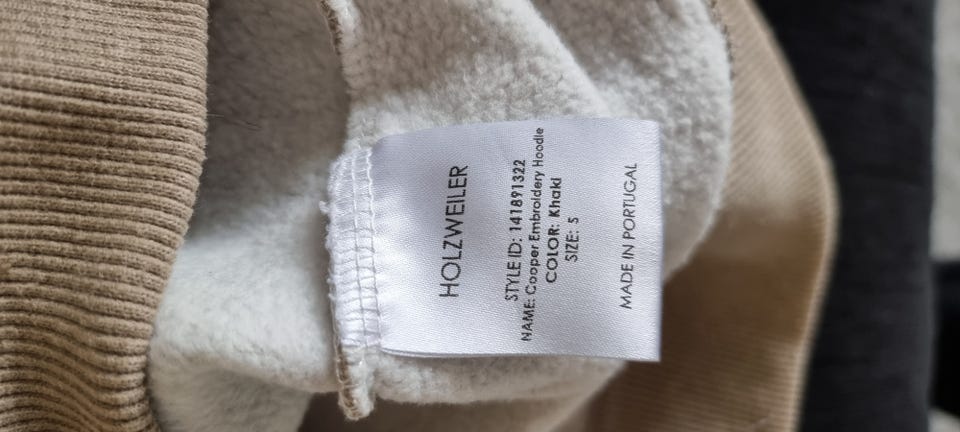 HOLZWEILER
STYLE ID: 141891322
NAME: Cooper Embroidery Hoodie
COLOR: Khaki
SIZE: S
MADE IN PORTUGAL